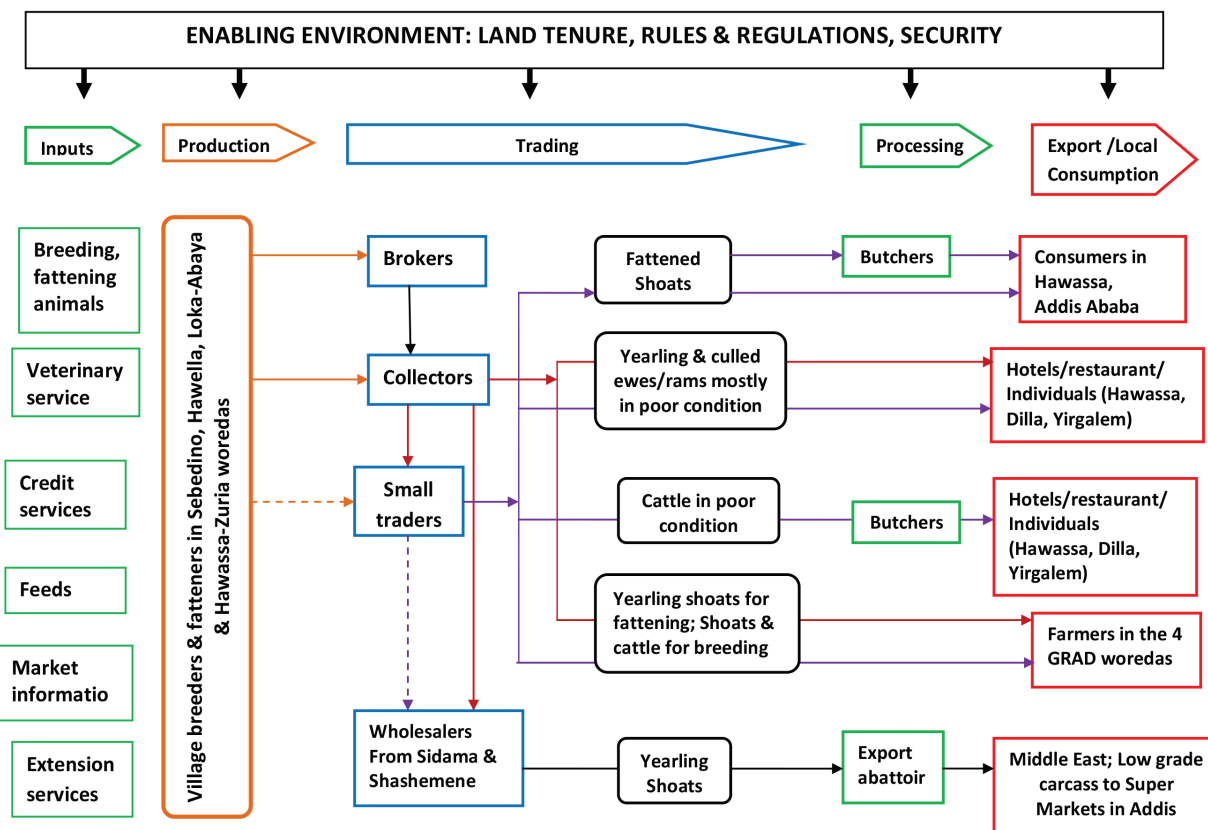 ENABLING ENVIRONMENT: LAND TENURE, RULES & REGULATIONS, SECURITY
Inputs
Production
Trading
Processing
Export /Local
Consumption
Breeding,
fattening
animals
Veterinary
service
Credit
services
Feeds
Market
informatio
Extension
services
Village breeders & fatteners in Sebedino, Hawella, Loka-Abaya
& Hawassa-Zuria woredas
Brokers
Collectors
Small
traders
Wholesalers
From Sidama &
Shashemene
Fattened
Shoats
Yearling & culled
ewes/rams mostly
in poor condition
Cattle in poor
condition
Yearling shoats for
fattening; Shoats &
cattle for breeding
Yearling
Shoats
Butchers
Butchers
Export
abattoir
Consumers in
Hawassa,
Addis Ababa
Hotels/restaurant/
Individuals (Hawassa,
Dilla, Yirgalem)
Hotels/restaurant/
Individuals
(Hawassa, Dilla,
Yirgalem)
Farmers in the 4
GRAD woredas
Middle East; Low grade
carcass to Super
Markets in Addis